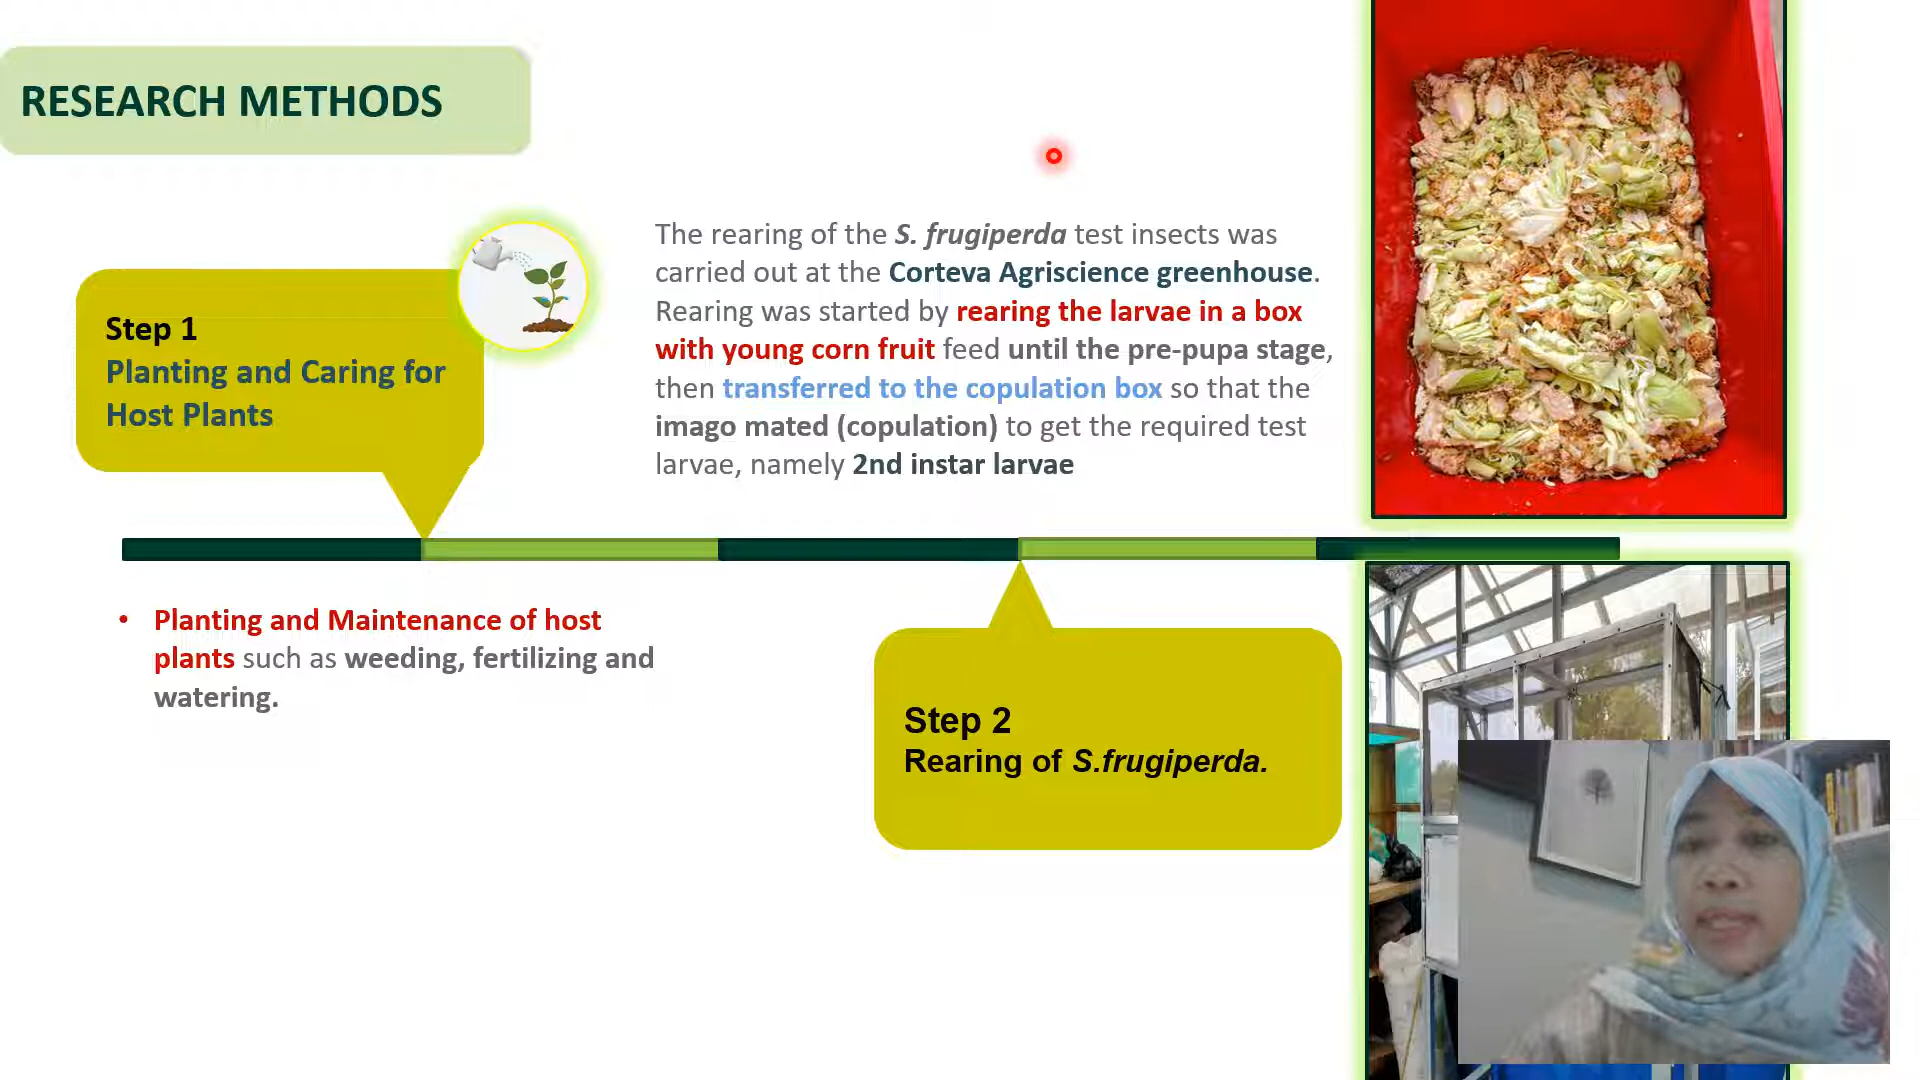 RESEARCH METHODS
Step 1
Planting and Caring for
Host Plants
The rearing of the S. frugiperda test insects was
carried out at the Corteva Agriscience greenhouse.
Rearing was started by rearing the larvae in a box
with young corn fruit feed until the pre-pupa stage,
then transferred to the copulation box so that the
imago mated (copulation) to get the required test
larvae, namely 2nd instar larvae
• Planting and Maintenance of host
plants such as weeding, fertilizing and
watering.
Step 2
Rearing of S.frugiperda.